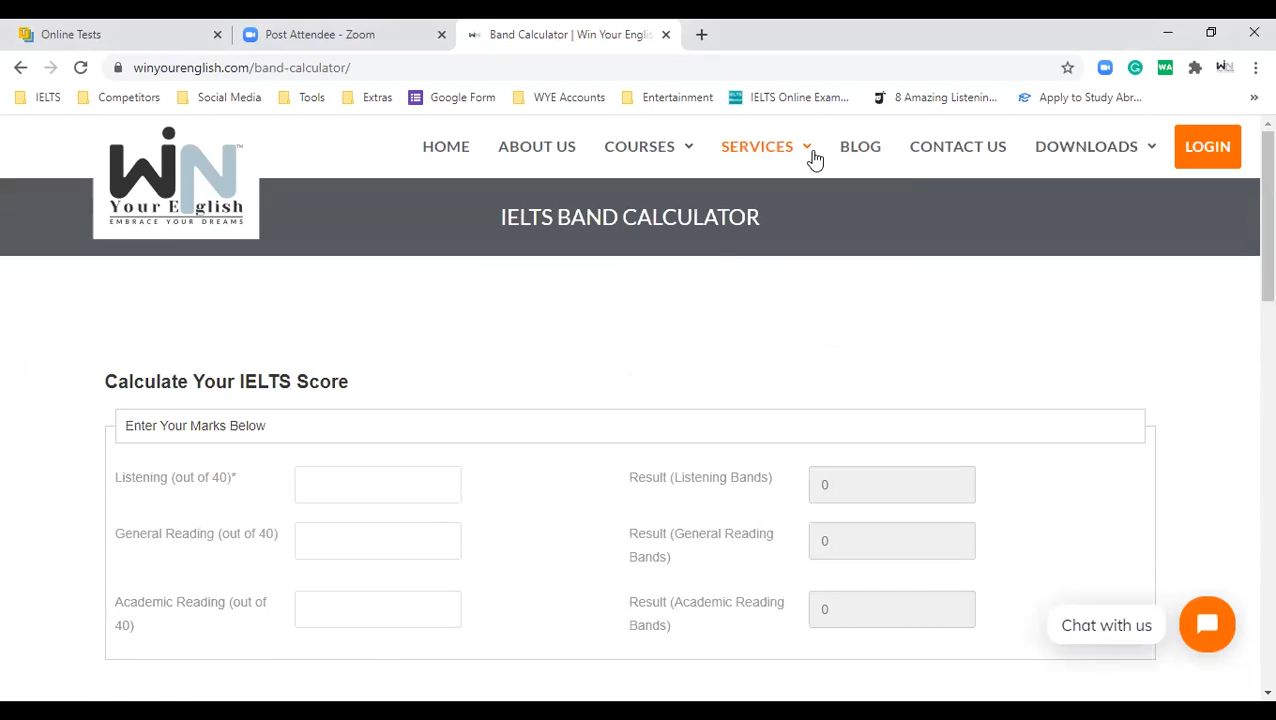 Online Tests
Post Attendee - Zoom
Band Calculator | Win Your Englis
winyourenglish.com/band-calculator/
WA
WiN
IELTS
Competitors
Social Media
Tools
Extras
Google Form
WYE Accounts
Entertainment
IELTS Online Exam...
8 Amazing Listenin...
Apply to Study Abr...
»
WiN™
Your English
EMBRACE YOUR DREAMS
HOME
ABOUT US
COURSES
SERVICES
BLOG
CONTACT US
DOWNLOADS
LOGIN
IELTS BAND CALCULATOR
Calculate Your IELTS Score
Enter Your Marks Below
Listening (out of 40)*
Result (Listening Bands)
0
General Reading (out of 40)
Result (General Reading
Bands)
0
Academic Reading (out of
40)
Result (Academic Reading
Bands)
0
Chat with us